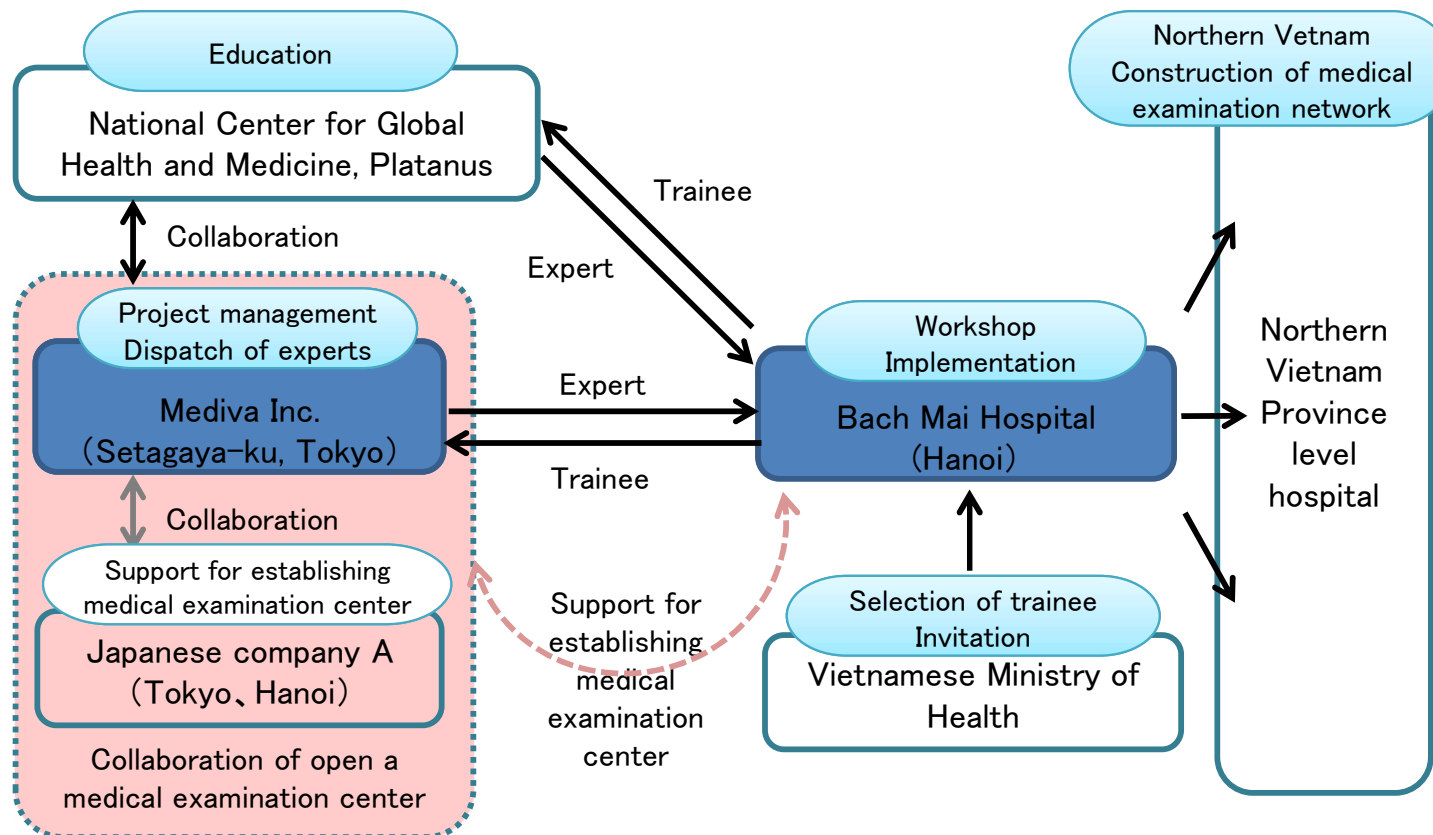 Education
National Center for Global
Health and Medicine, Platanus
Collaboration
Trainee
Expert
Project management
Dispatch of experts
Mediva Inc.
(Setagaya-ku, Tokyo)
Collaboration
Support for establishing
medical examination center
Japanese company A
(Tokyo、Hanoi)
Collaboration of open a
medical examination center
Expert
Trainee
Support for
establishing
medical
examination
center
Workshop
Implementation
Bach Mai Hospital
(Hanoi)
Selection of trainee
Invitation
Vietnamese Ministry of
Health
Northern Vetnam
Construction of medical
examination network
Northern
Vietnam
Province
level
hospital